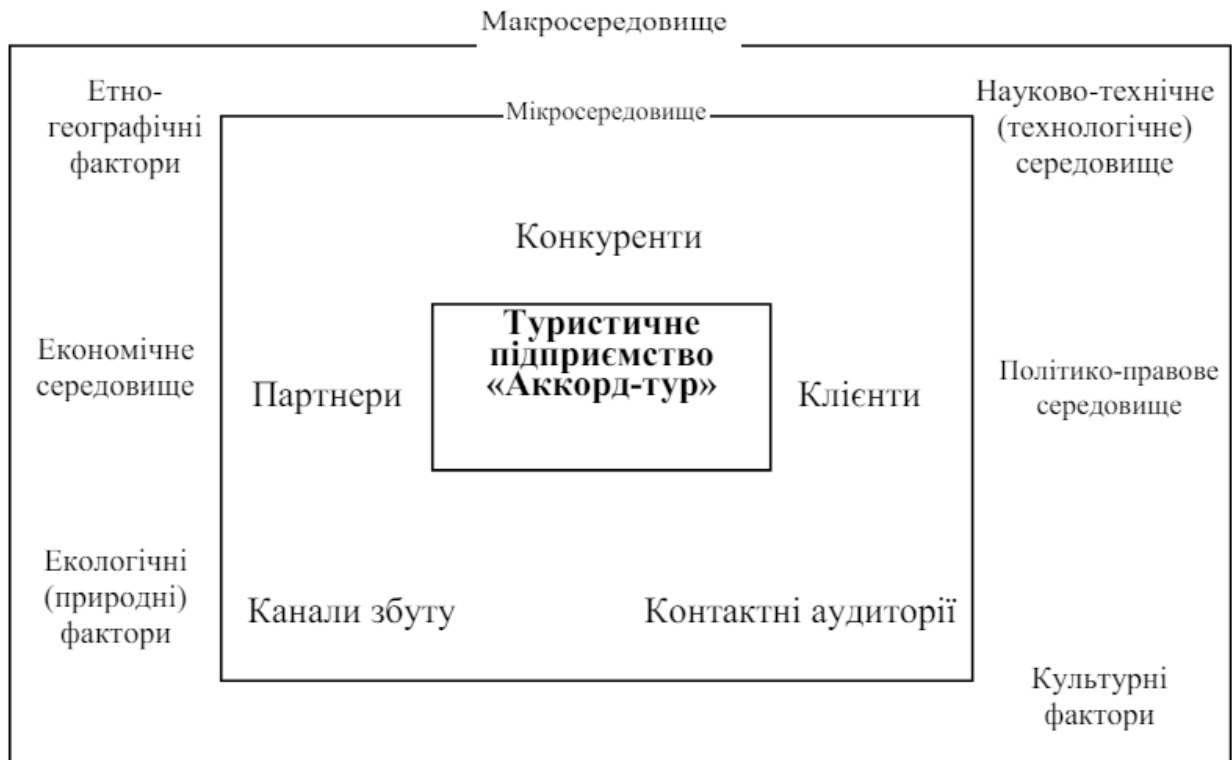 Макросередовище
Етно-
географічні
фактори
Мікросередовище
Науково-технічне
(технологічне)
середовище
Конкуренти
Економічне
середовище
Партнери
Туристичне
підприємство
«Аккорд-тур»
Клієнти
Політико-правове
середовище
Екологічні
(природні)
фактори
Канали збуту
Контактні аудиторії
Культурні
фактори